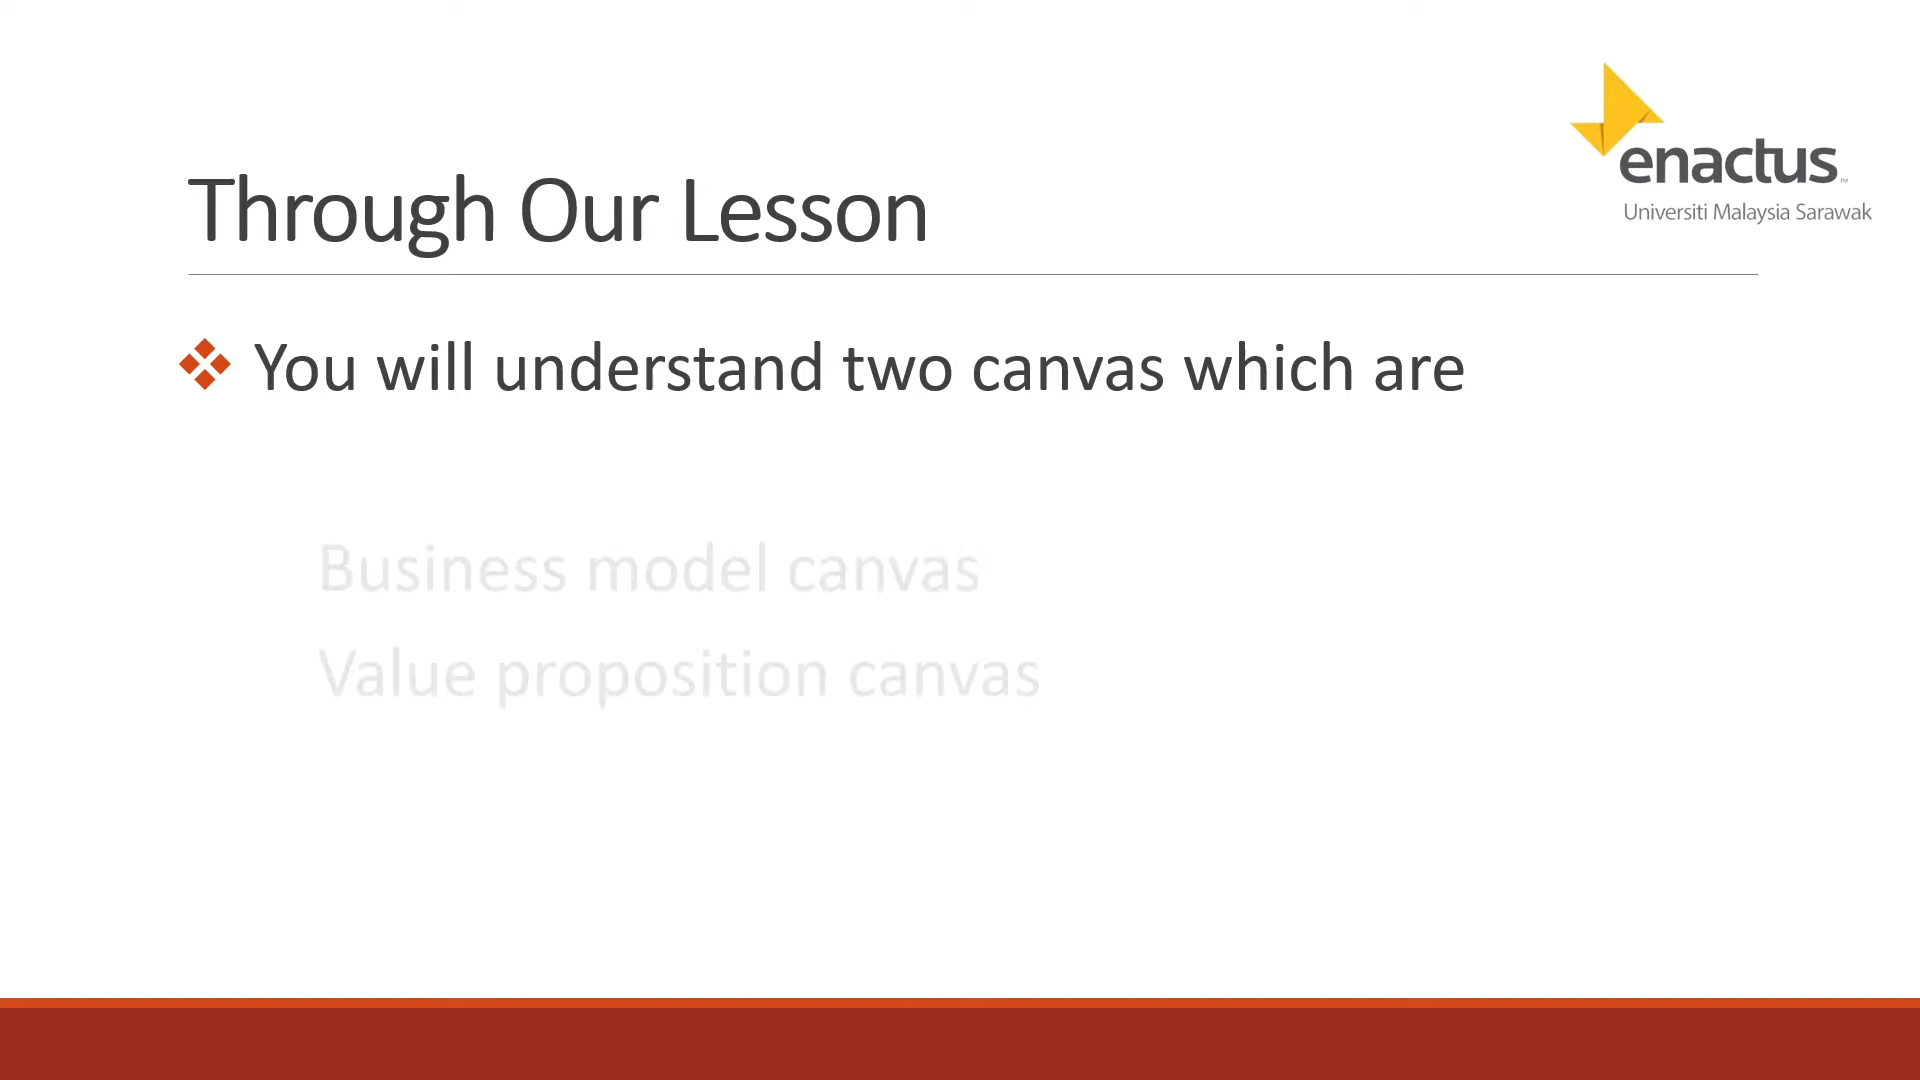 enactus™
Universiti Malaysia Sarawak
Through Our Lesson
You will understand two canvas which are
Business model canvas
Value proposition canvas